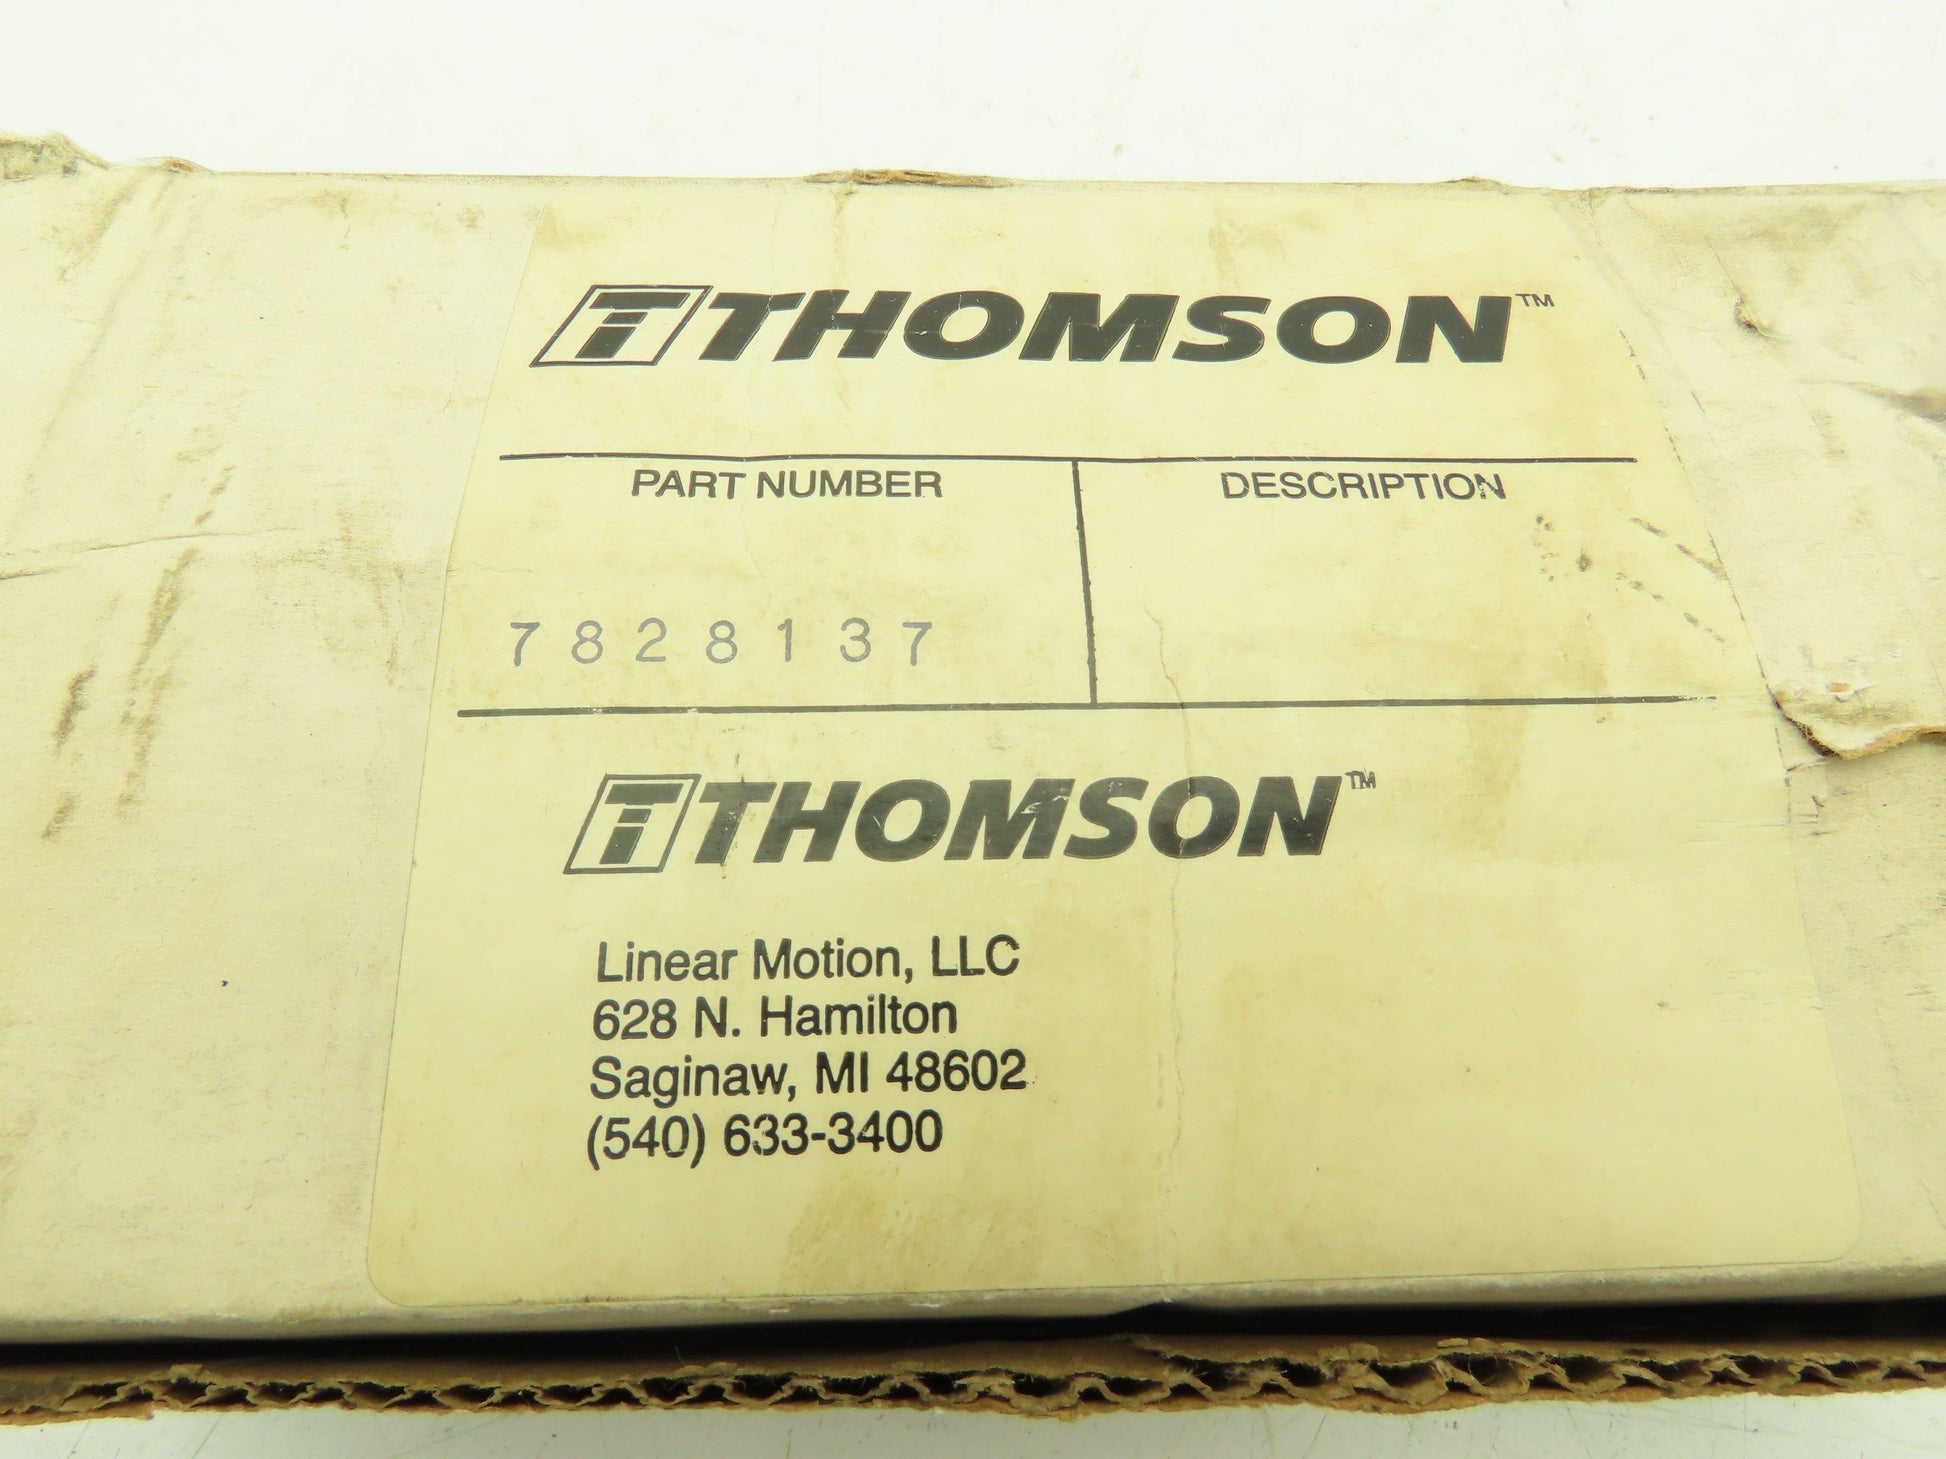 T THOMSON™
PART NUMBER DESCRIPTION
7828137
T THOMSON™
Linear Motion, LLC
628 N. Hamilton
Saginaw, MI 48602
(540) 633-3400